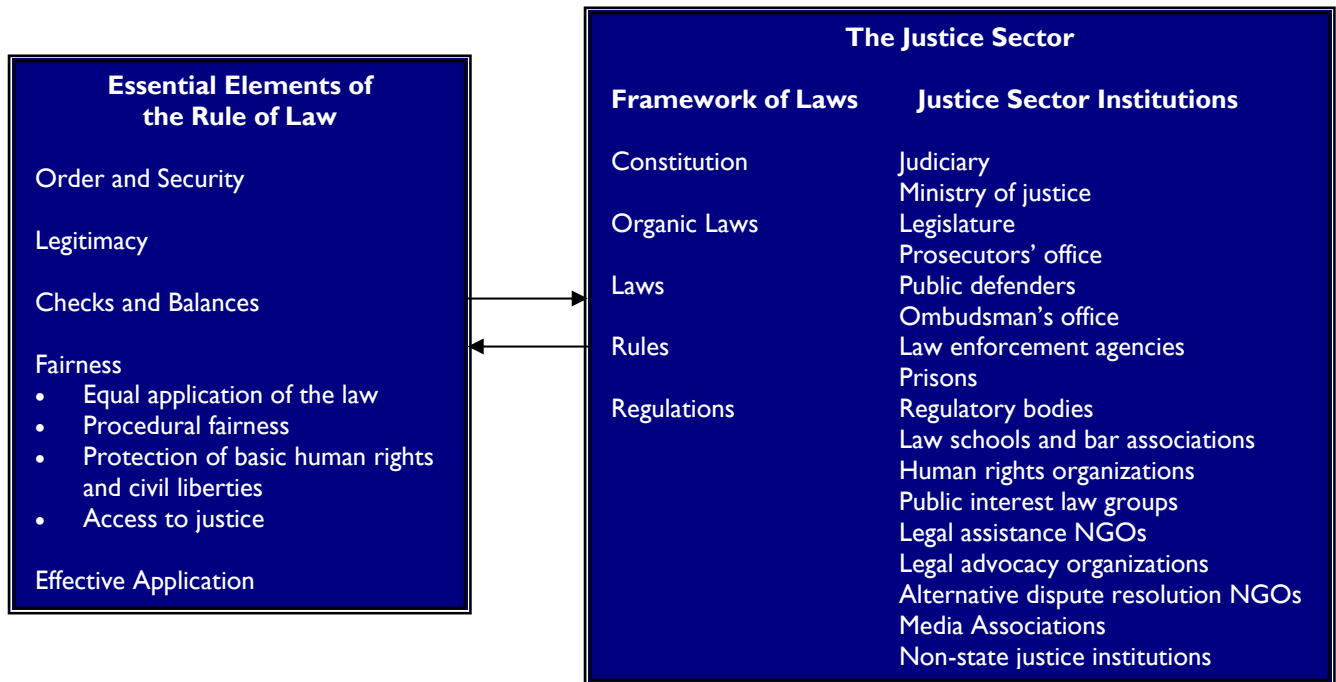 Essential Elements of
the Rule of Law
Order and Security
Legitimacy
Checks and Balances
Fairness
• Equal application of the law
• Procedural fairness
• Protection of basic human rights
and civil liberties
• Access to justice
Effective Application
The Justice Sector
Framework of Laws
Constitution
Organic Laws
Laws
Rules
Regulations
Justice Sector Institutions
Judiciary
Ministry of justice
Legislature
Prosecutors’ office
Public defenders
Ombudsman’s office
Law enforcement agencies
Prisons
Regulatory bodies
Law schools and bar associations
Human rights organizations
Public interest law groups
Legal assistance NGOs
Legal advocacy organizations
Alternative dispute resolution NGOs
Media Associations
Non-state justice institutions